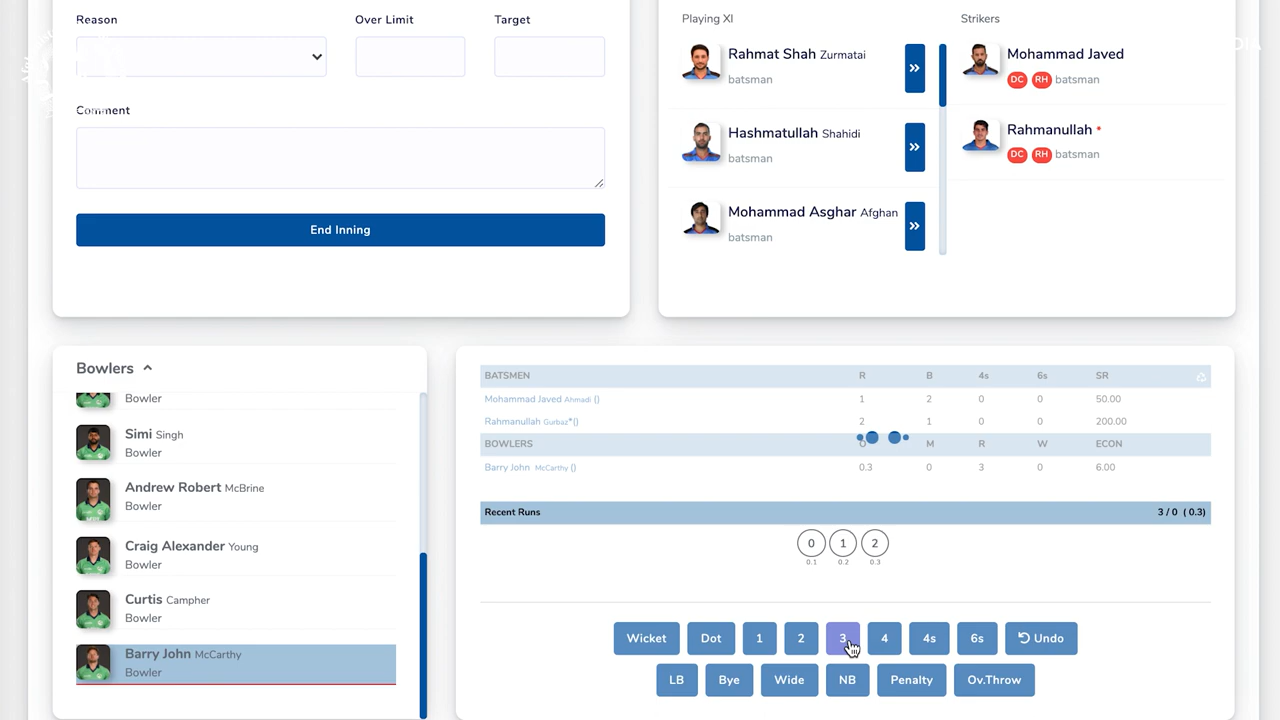 Reason
Over Limit
Target
Comment
End Inning
Playing XI
Strikers
Rahmat Shah Zurmatai
batsman
Hashmatullah Shahidi
batsman
Mohammad Asghar Afghan
batsman
Mohammad Javed
DC RH batsman
Rahmanullah *
DC RH batsman
Bowlers
Bowler
Simi Singh
Bowler
Andrew Robert McBrine
Bowler
Craig Alexander Young
Bowler
Curtis Campher
Bowler
Barry John McCarthy
Bowler
BATSMEN R B 4s 6s SR
Mohammad Javed Ahmadi () 1 2 0 0 50.00
Rahmanullah Gurbaz*() 2 1 0 0 200.00
BOWLERS O M R W ECON
Barry John McCarthy () 0.3 0 3 0 6.00
Recent Runs 3 / 0 ( 0.3)
0 1 2
0.1 0.2 0.3
Wicket Dot 1 2 3 4 4s 6s Undo
LB Bye Wide NB Penalty Ov.Throw